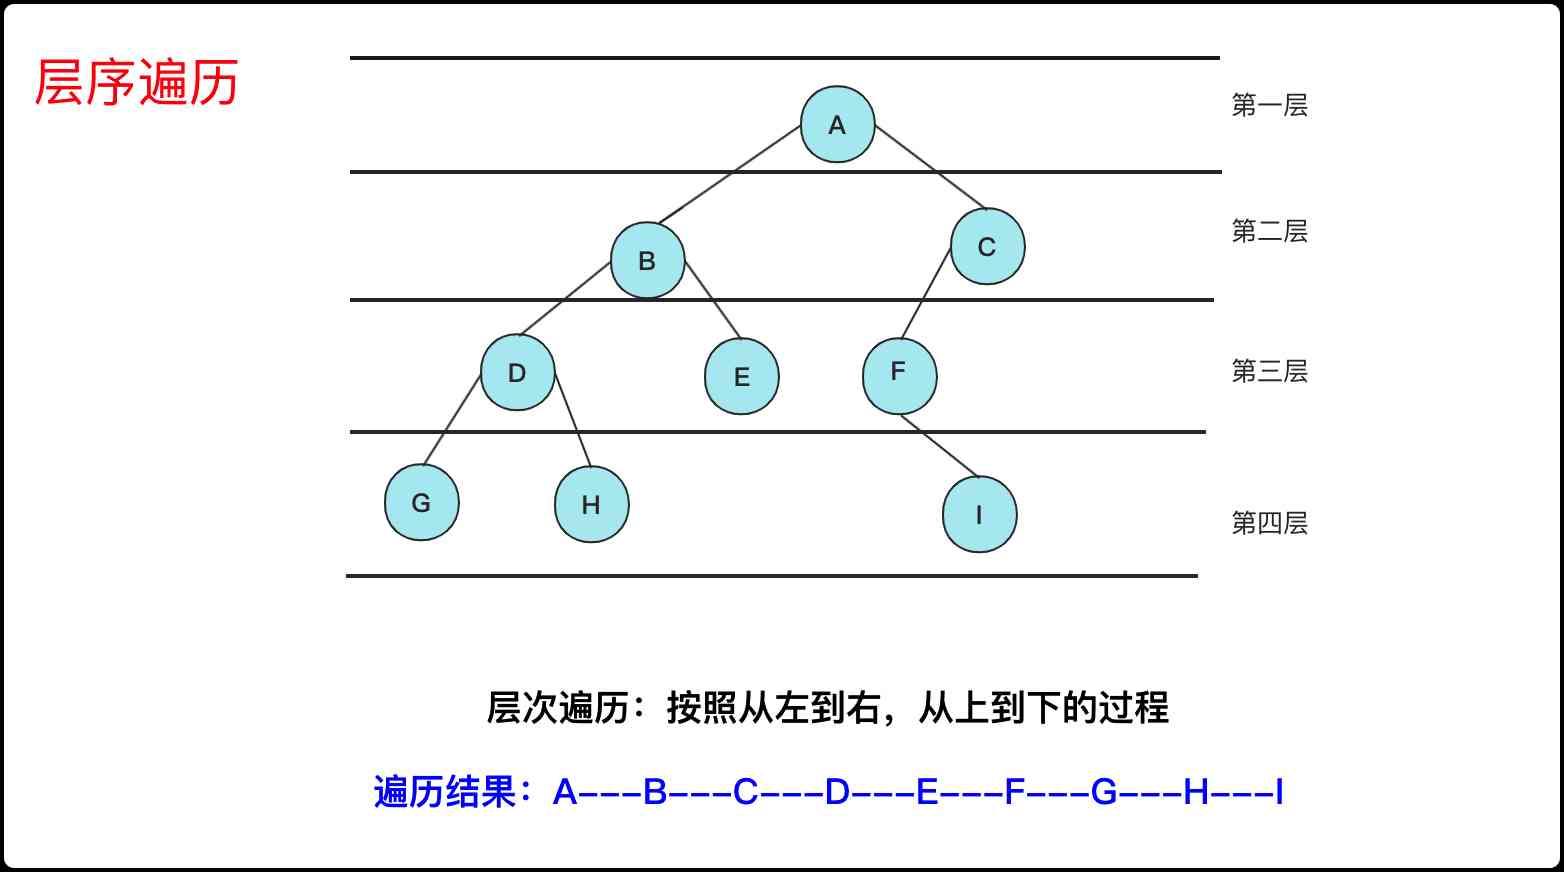 层序遍历
第一层
A
第二层
B
C
第三层
D
E
F
第四层
G
H
I
层次遍历：按照从左到右，从上到下的过程
遍历结果：A---B---C---D---E---F---G---H---I